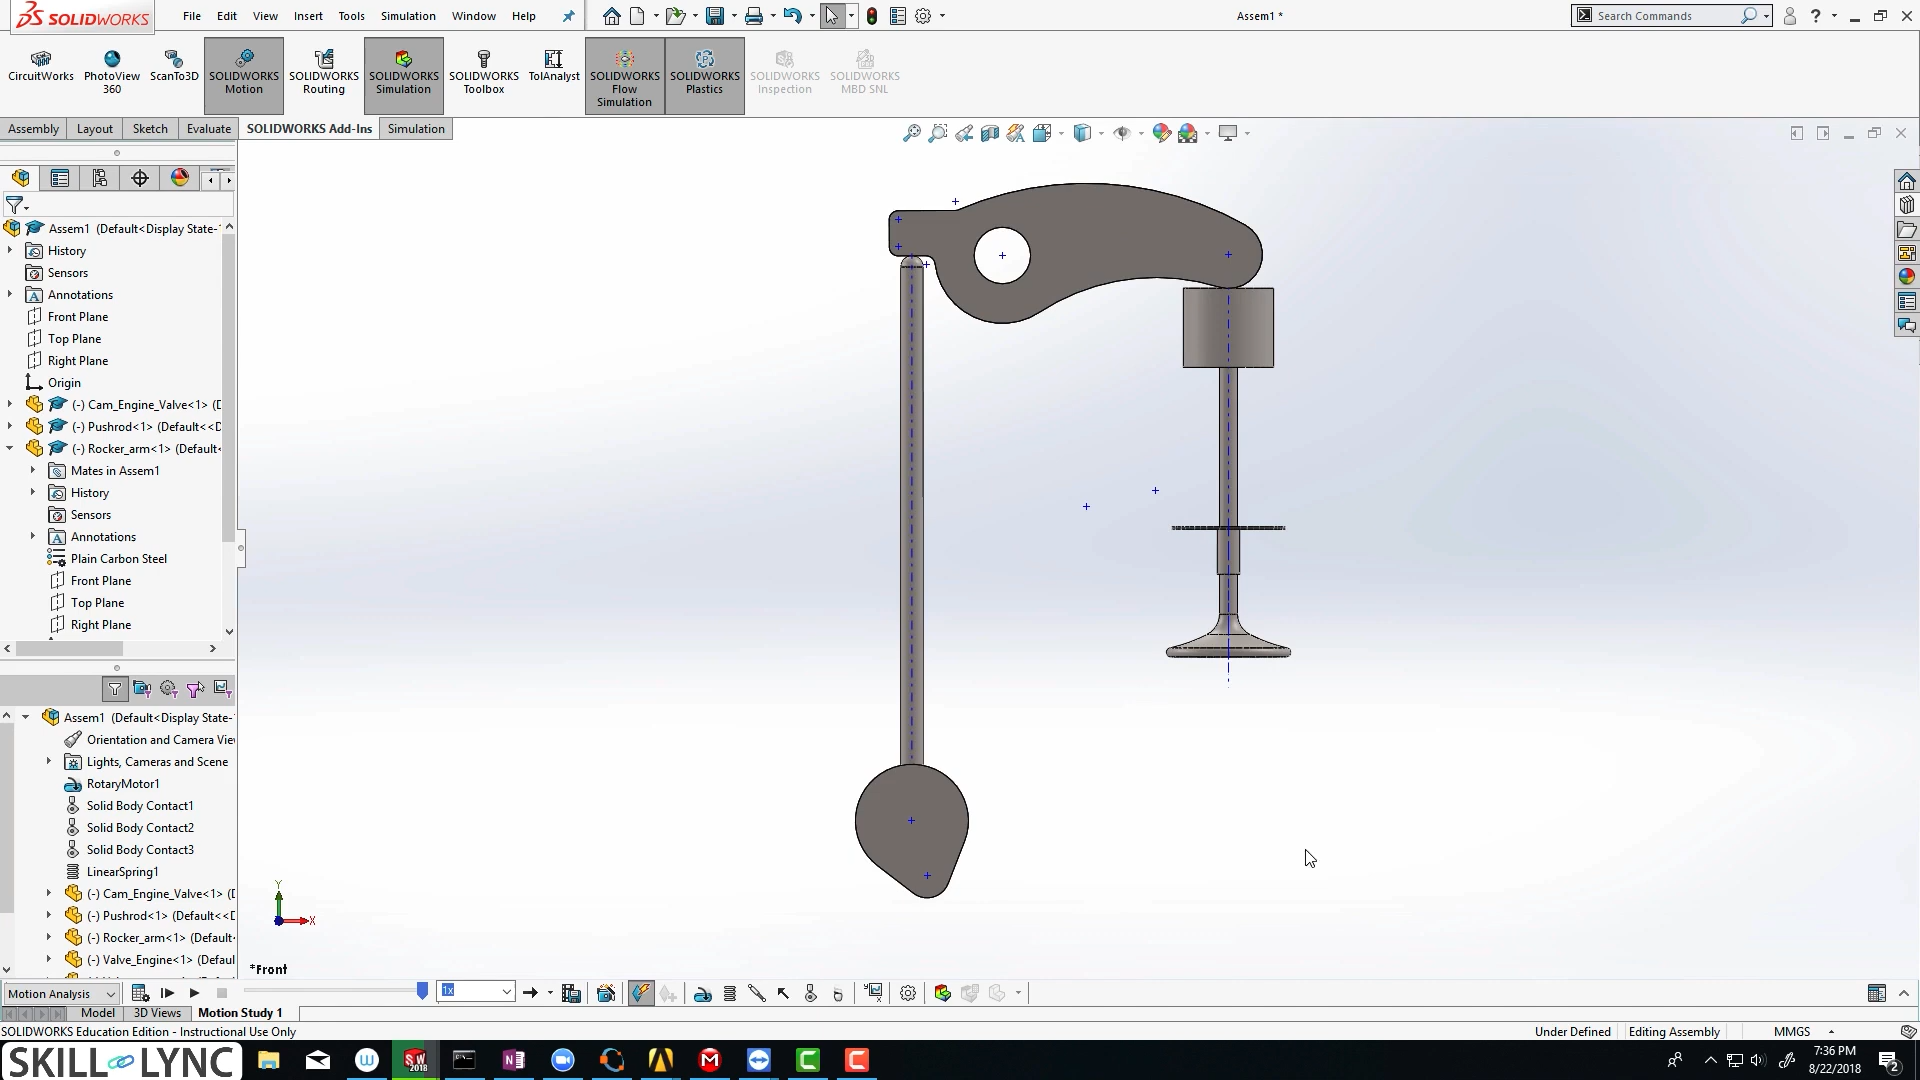 SOLIDWORKS File Edit View Insert Tools Simulation Window Help Assem1 * Search Commands
CircuitWorks
PhotoView 360
ScanTo3D
SOLIDWORKS Motion
SOLIDWORKS Routing
SOLIDWORKS Simulation
SOLIDWORKS Toolbox
TolAnalyst
SOLIDWORKS Flow Simulation
SOLIDWORKS Plastics
SOLIDWORKS Inspection
SOLIDWORKS MBD SNL
Assembly Layout Sketch Evaluate SOLIDWORKS Add-Ins Simulation
Assem1 (Default<Display State-
History
Sensors
Annotations
Front Plane
Top Plane
Right Plane
Origin
(-) Cam_Engine_Valve<1> (D
(-) Pushrod<1> (Default<<D
(-) Rocker_arm<1> (Default<
Mates in Assem1
History
Sensors
Annotations
Plain Carbon Steel
Front Plane
Top Plane
Right Plane
Assem1 (Default<Display State-
Orientation and Camera Vie
Lights, Cameras and Scene
RotaryMotor1
Solid Body Contact1
Solid Body Contact2
Solid Body Contact3
LinearSpring1
(-) Cam_Engine_Valve<1> (D
(-) Pushrod<1> (Default<<D
(-) Rocker_arm<1> (Default<
(-) Valve_Engine<1> (Defaul
Y
X
*Front
Motion Analysis 1x
Model 3D Views Motion Study 1
SOLIDWORKS Education Edition - Instructional Use Only Under Defined Editing Assembly MMGS
SKILL LYNC SW 2018 7:36 PM
8/22/2018 2